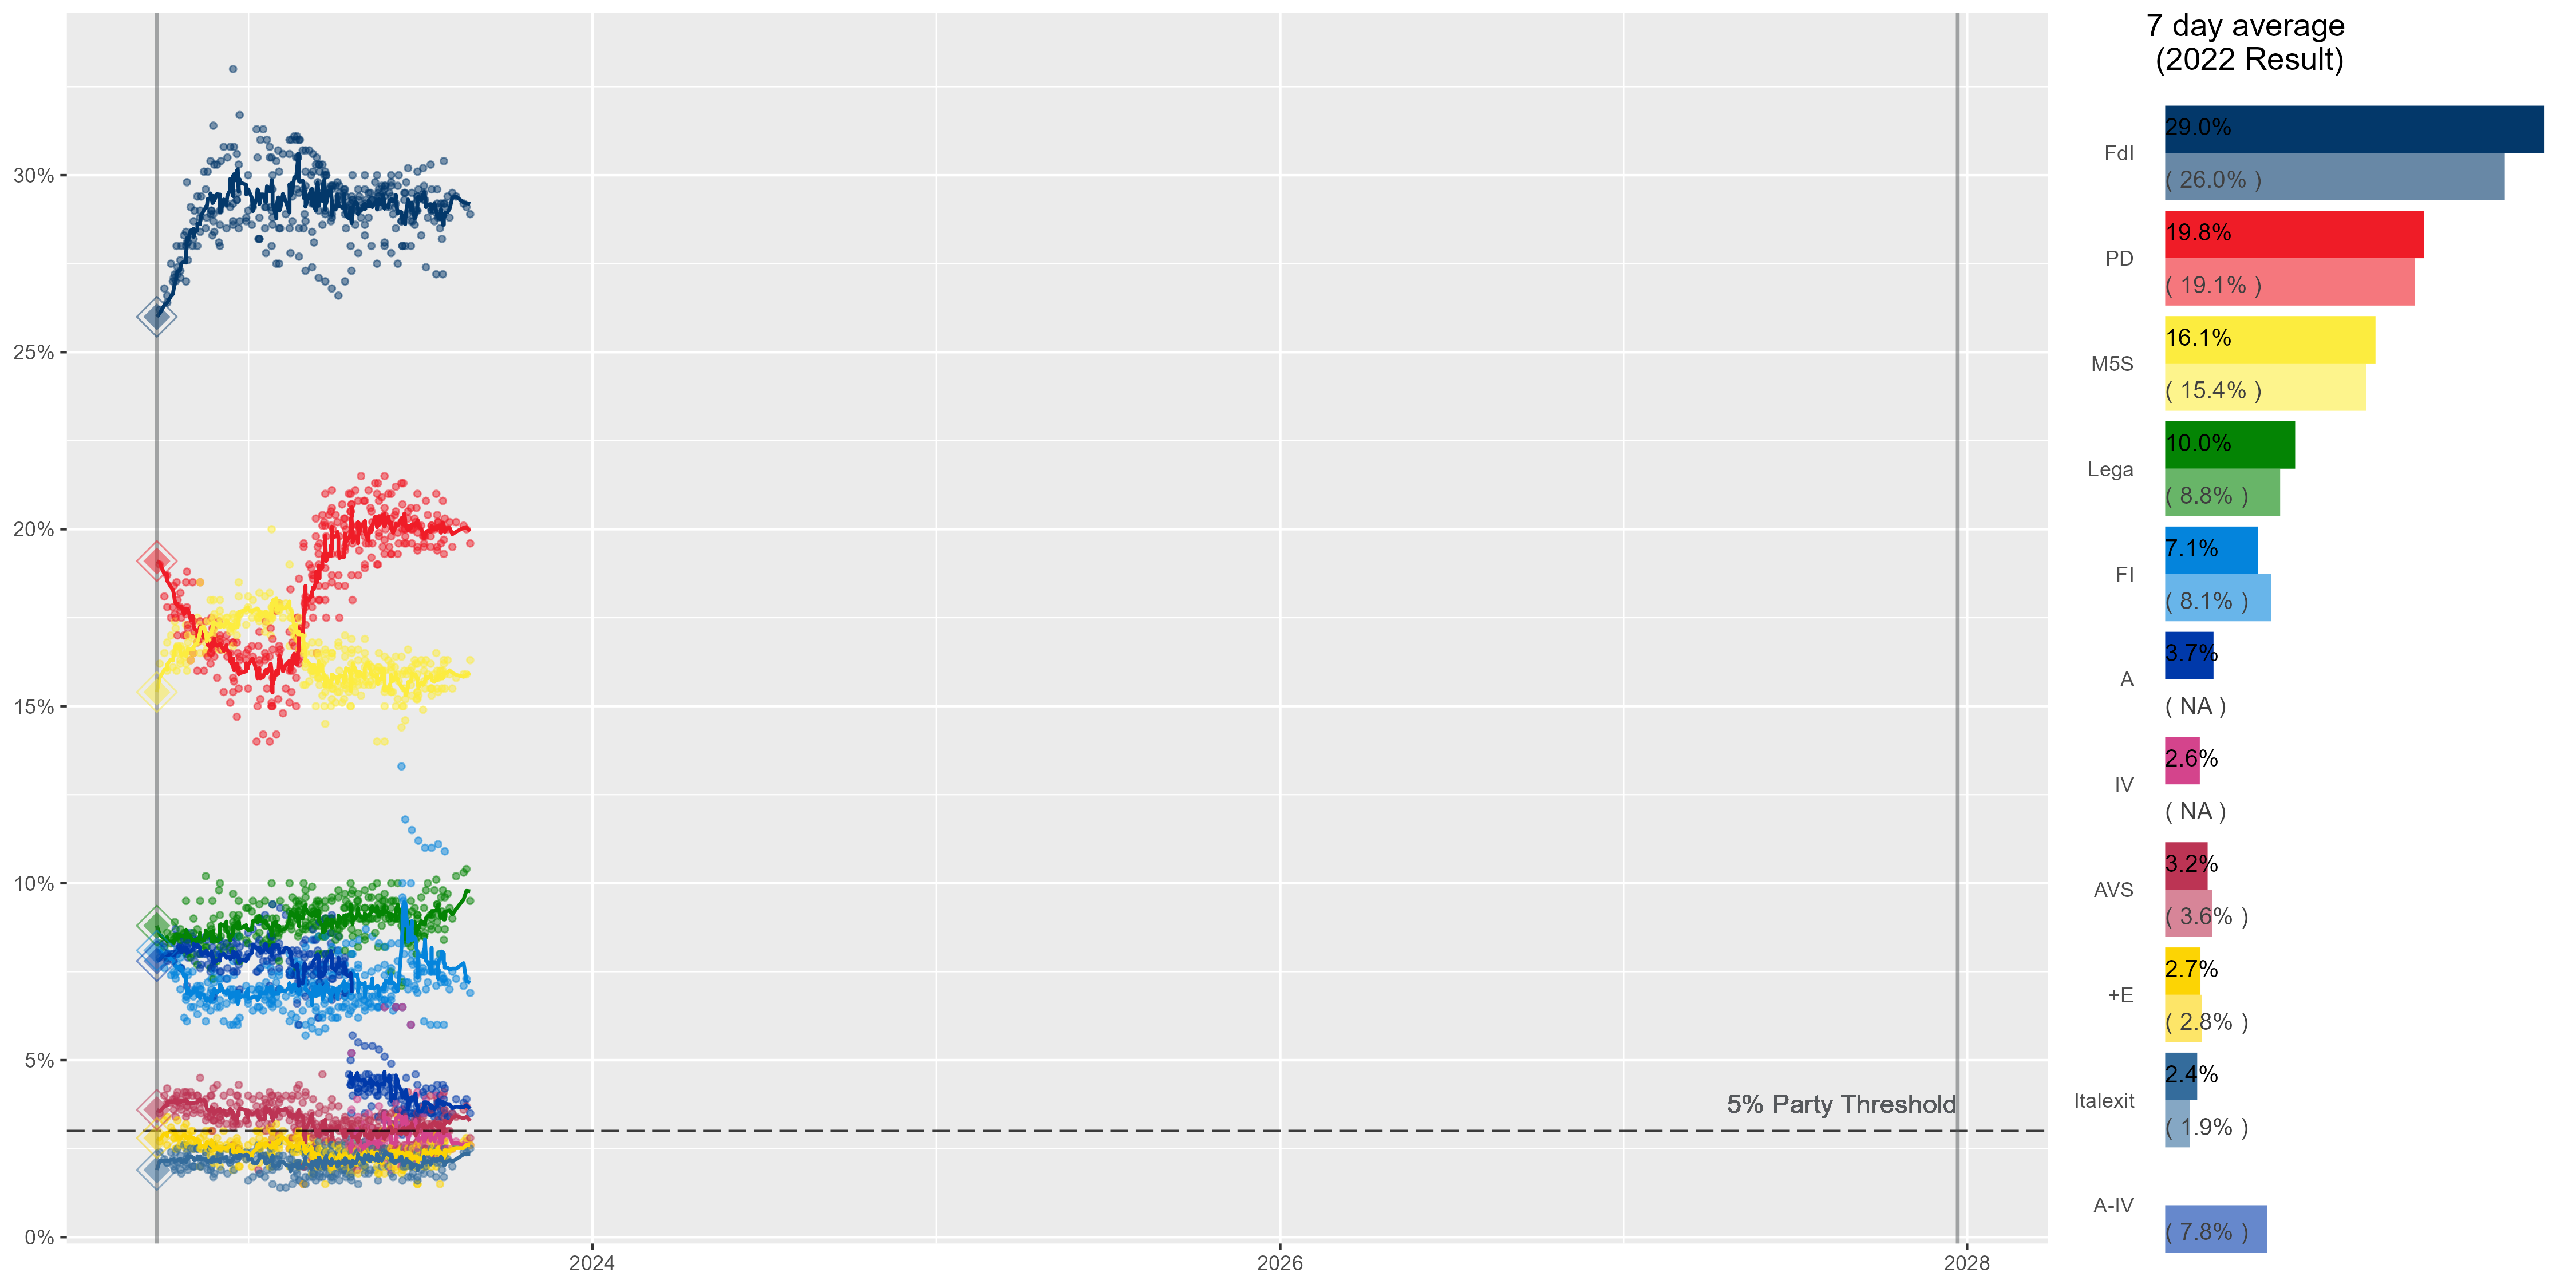 7 day average
(2022 Result)
30%
25%
20%
15%
10%
5%
0%
2024
2026
2028
5% Party Threshold
FdI
29.0%
( 26.0% )
PD
19.8%
( 19.1% )
M5S
16.1%
( 15.4% )
Lega
10.0%
( 8.8% )
FI
7.1%
( 8.1% )
A
3.7%
( NA )
IV
2.6%
( NA )
AVS
3.2%
( 3.6% )
+E
2.7%
( 2.8% )
Italexit
2.4%
( 1.9% )
A-IV
( 7.8% )